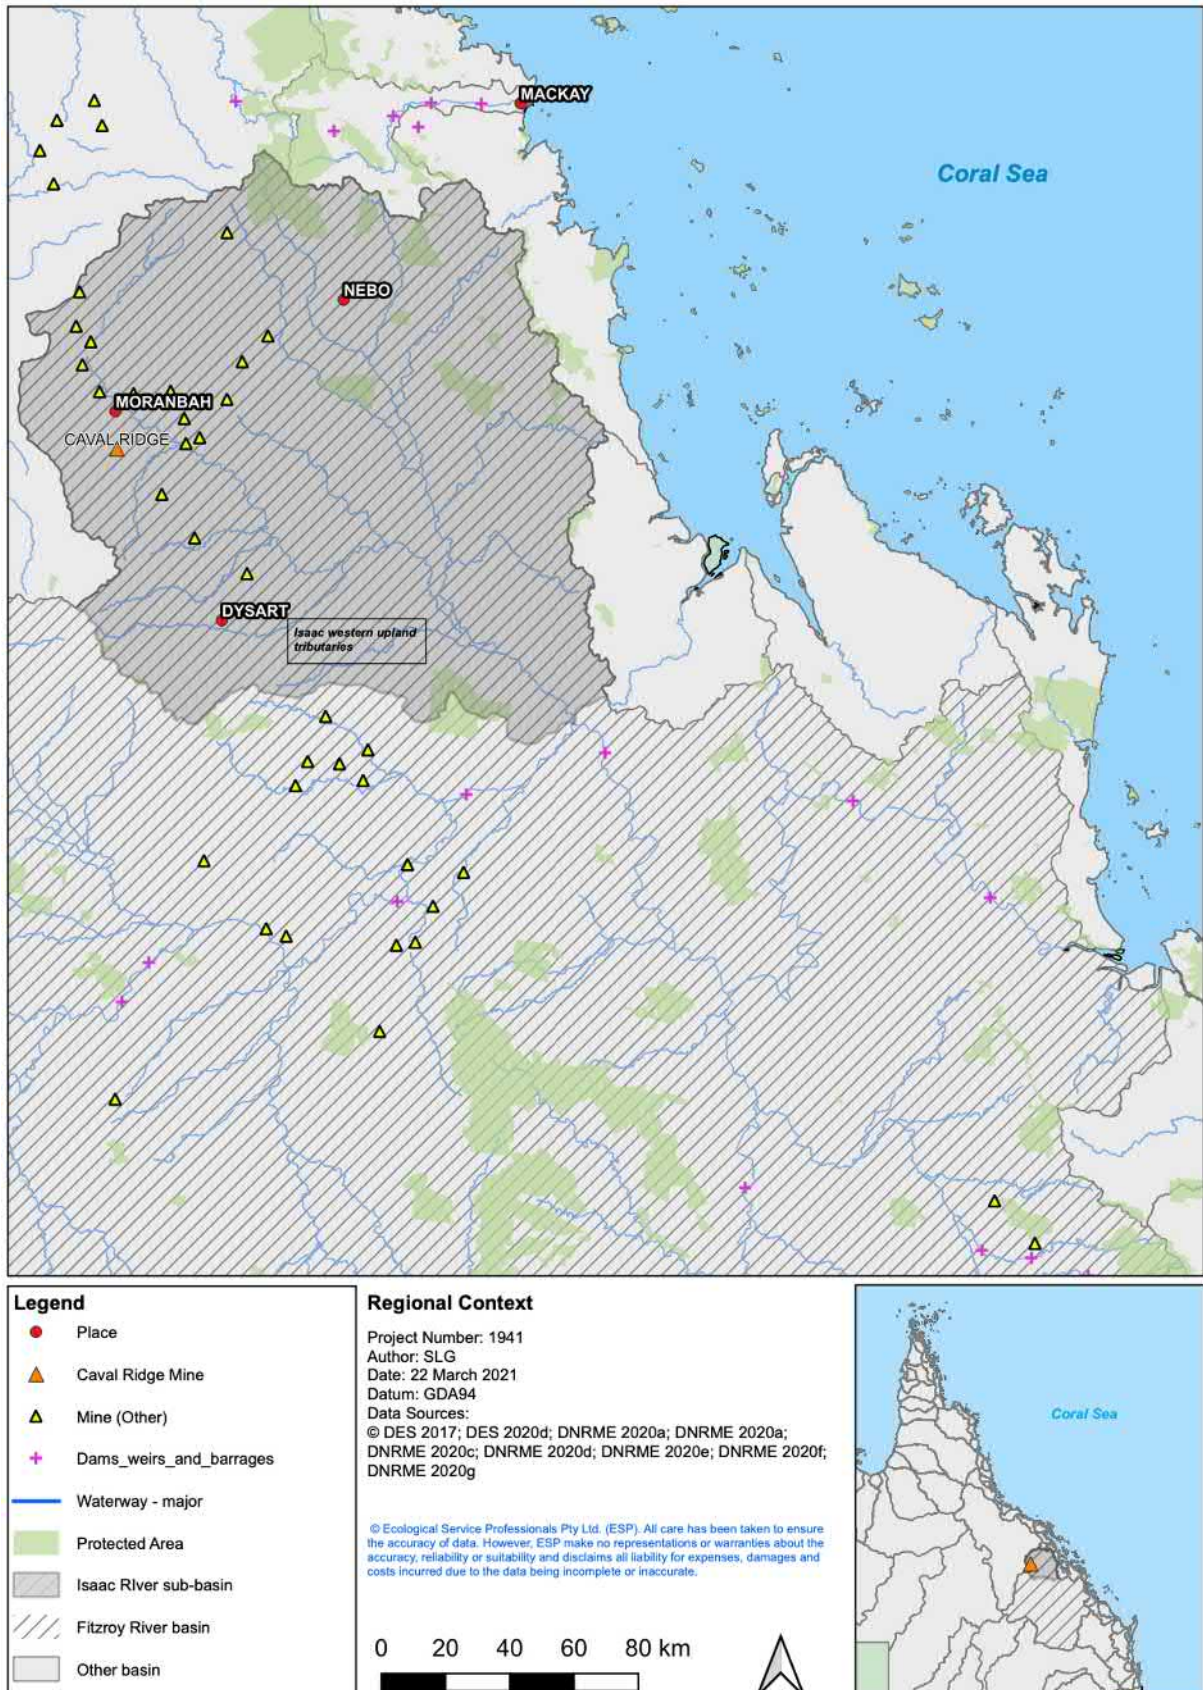 MACKAY
Coral Sea
NEBO
MORANBAH
CAVAL RIDGE
DYSART
Isaac western upland
tributaries
Legend
Place
Caval Ridge Mine
Mine (Other)
Dams_weirs_and_barrages
Waterway - major
Protected Area
Isaac RIver sub-basin
Fitzroy River basin
Other basin
Regional Context
Project Number: 1941
Author: SLG
Date: 22 March 2021
Datum: GDA94
Data Sources:
© DES 2017; DES 2020d; DNRME 2020a; DNRME 2020a;
DNRME 2020c; DNRME 2020d; DNRME 2020e; DNRME 2020f;
DNRME 2020g
© Ecological Service Professionals Pty Ltd. (ESP). All care has been taken to ensure
the accuracy of data. However, ESP make no representations or warranties about the
accuracy, reliability or suitability and disclaims all liability for expenses, damages and
costs incurred due to the data being incomplete or inaccurate.
0 20 40 60 80 km
Coral Sea